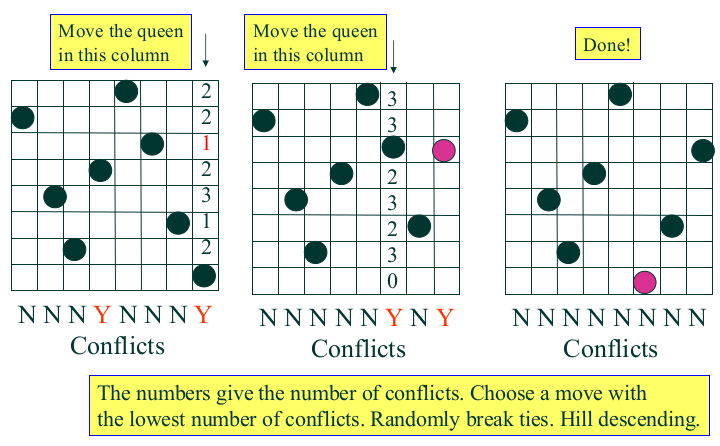 Move the queen
in this column
Move the queen
in this column
Done!
2
2
1
2
3
1
2
3
3
2
3
2
3
0
N N N Y N N N Y
Conflicts
N N N N N Y N Y
Conflicts
N N N N N N N N
Conflicts
The numbers give the number of conflicts. Choose a move with
the lowest number of conflicts. Randomly break ties. Hill descending.